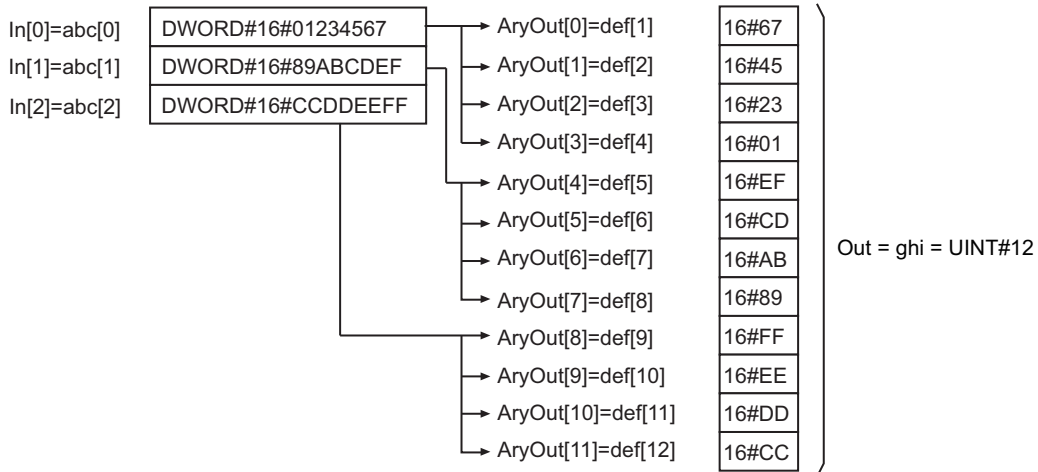 In[0]=abc[0] DWORD#16#01234567 AryOut[0]=def[1] 16#67
In[1]=abc[1] DWORD#16#89ABCDEF AryOut[1]=def[2] 16#45
In[2]=abc[2] DWORD#16#CCDDEEFF AryOut[2]=def[3] 16#23
AryOut[3]=def[4] 16#01
AryOut[4]=def[5] 16#EF
AryOut[5]=def[6] 16#CD
AryOut[6]=def[7] 16#AB
Out = ghi = UINT#12
AryOut[7]=def[8] 16#89
AryOut[8]=def[9] 16#FF
AryOut[9]=def[10] 16#EE
AryOut[10]=def[11] 16#DD
AryOut[11]=def[12] 16#CC